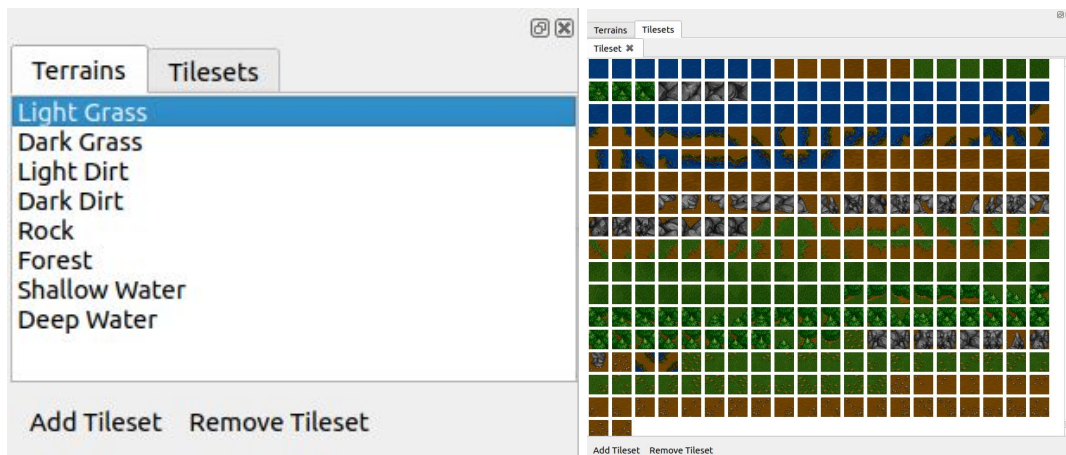 Terrains Tilesets
Light Grass
Dark Grass
Light Dirt
Dark Dirt
Rock
Forest
Shallow Water
Deep Water
Add Tileset Remove Tileset
Terrains Tilesets
Tileset
Add Tileset Remove Tileset